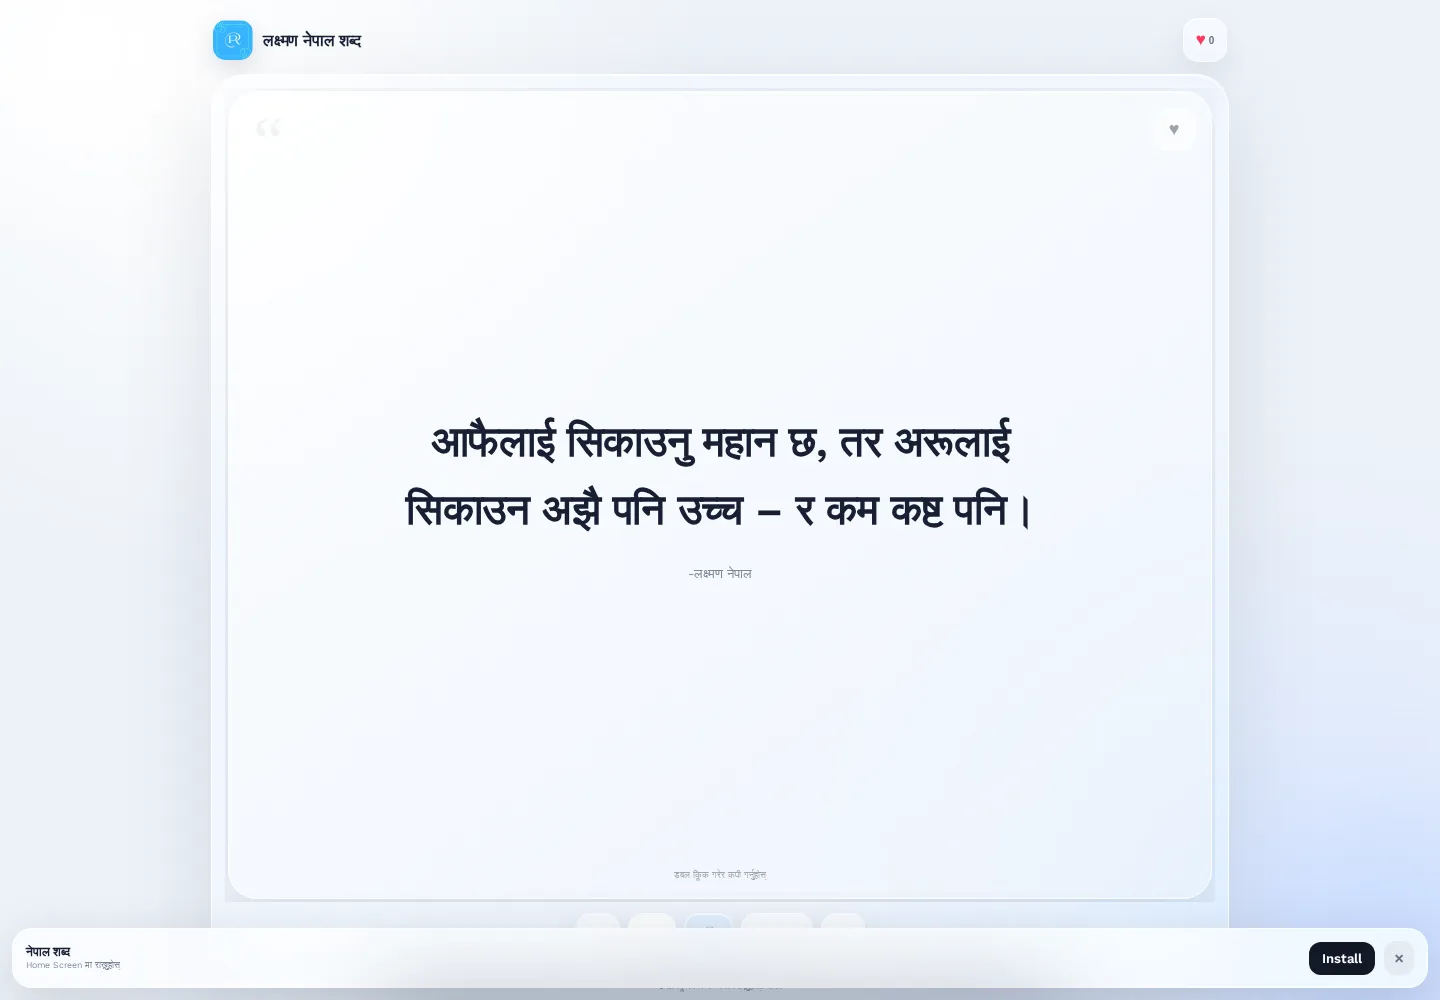 लक्ष्मण नेपाल शब्द
♥ 0
“
♥
आफैलाई सिकाउनु महान छ, तर अरूलाई
सिकाउन अझै पनि उच्च – र कम कष्ट पनि।
-लक्ष्मण नेपाल
डबल क्लिक गरेर कपी गर्नुहोस्
नेपाल शब्द
Home Screen मा राख्नुहोस्
Install
×